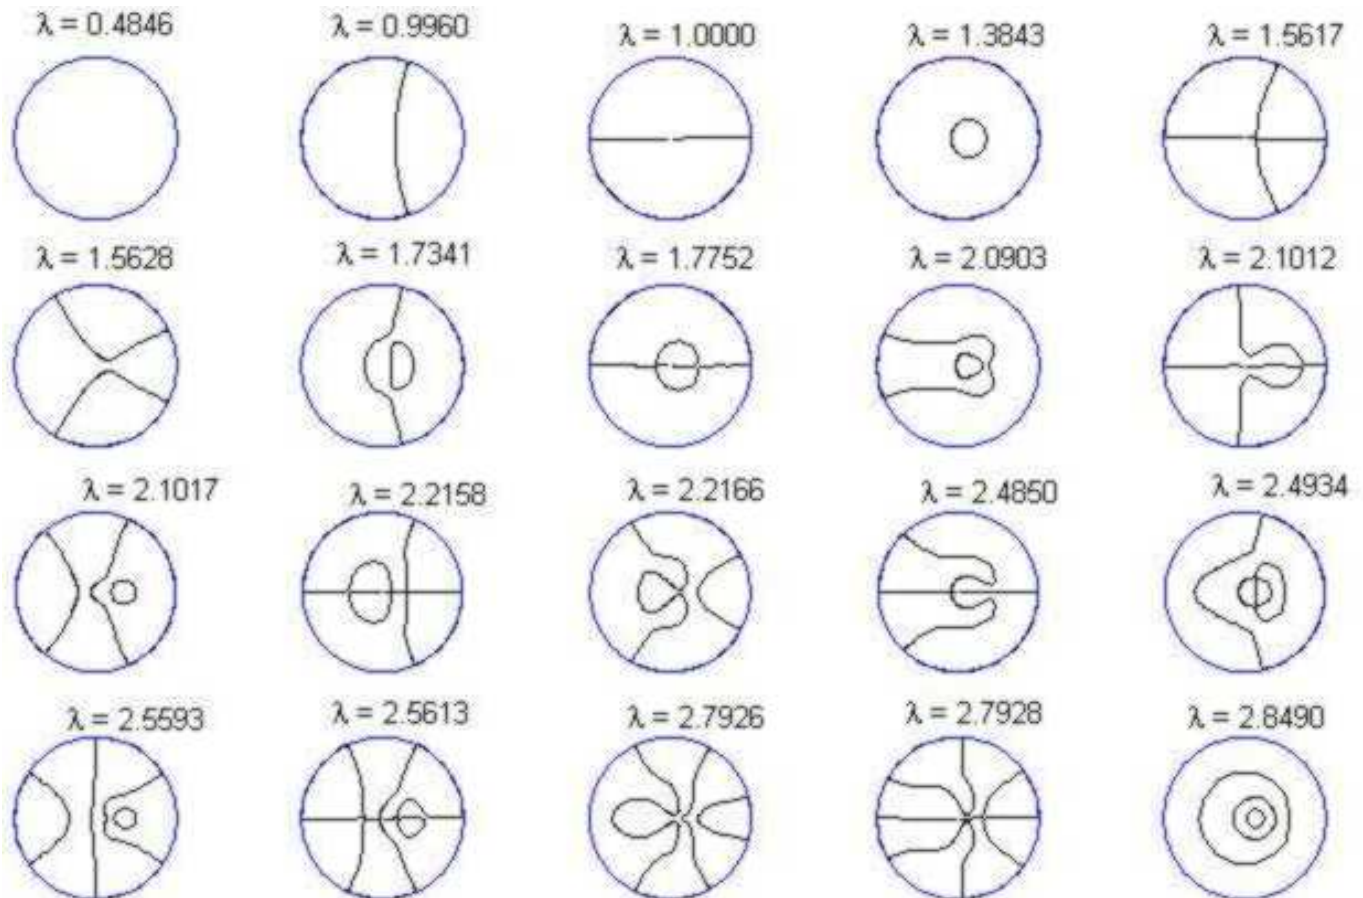 λ = 0.4846
λ = 0.9960
λ = 1.0000
λ = 1.3843
λ = 1.5617
λ = 1.5628
λ = 1.7341
λ = 1.7752
λ = 2.0903
λ = 2.1012
λ = 2.1017
λ = 2.2158
λ = 2.2166
λ = 2.4850
λ = 2.4934
λ = 2.5593
λ = 2.5613
λ = 2.7926
λ = 2.7928
λ = 2.8490